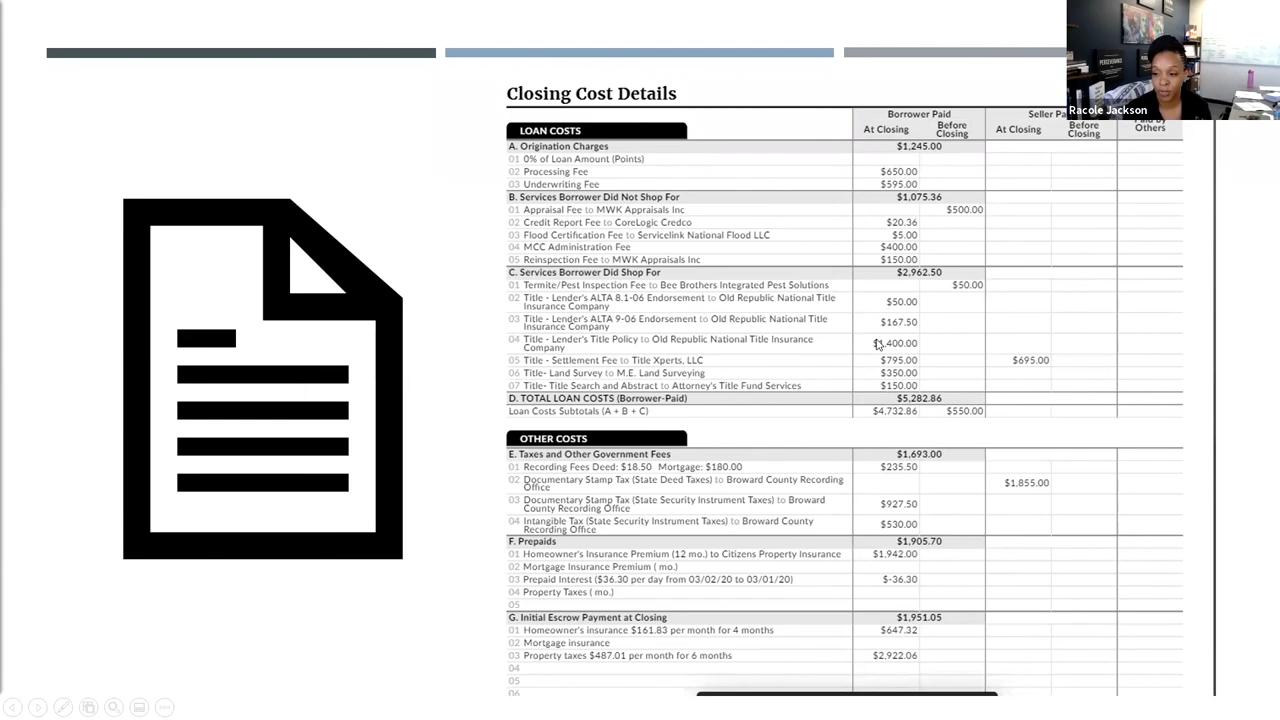 Racole Jackson
PERSEVERANCE
Closing Cost Details
Borrower Paid
Seller Pa
LOAN COSTS
At Closing
Before Closing
At Closing
Before Closing
Paid by Others
A. Origination Charges $1,245.00
01 0% of Loan Amount (Points)
02 Processing Fee $650.00
03 Underwriting Fee $595.00
B. Services Borrower Did Not Shop For $1,075.36
01 Appraisal Fee to MWK Appraisals Inc $500.00
02 Credit Report Fee to CoreLogic Credco $20.36
03 Flood Certification Fee to Servicelink National Flood LLC $5.00
04 MCC Administration Fee $400.00
05 Reinspection Fee to MWK Appraisals Inc $150.00
C. Services Borrower Did Shop For $2,962.50
01 Termite/Pest Inspection Fee to Bee Brothers Integrated Pest Solutions $50.00
02 Title - Lender's ALTA 8.1-06 Endorsement to Old Republic National Title
Insurance Company $50.00
03 Title - Lender's ALTA 9-06 Endorsement to Old Republic National Title
Insurance Company $167.50
04 Title - Lender's Title Policy to Old Republic National Title Insurance
Company $1,400.00
05 Title - Settlement Fee to Title Xperts, LLC $795.00 $695.00
06 Title- Land Survey to M.E. Land Surveying $350.00
07 Title- Title Search and Abstract to Attorney's Title Fund Services $150.00
D. TOTAL LOAN COSTS (Borrower-Paid) $5,282.86
Loan Costs Subtotals (A + B + C) $4,732.86 $550.00
OTHER COSTS
E. Taxes and Other Government Fees $1,693.00
01 Recording Fees Deed: $18.50 Mortgage: $180.00 $235.50
02 Documentary Stamp Tax (State Deed Taxes) to Broward County Recording
Office $1,855.00
03 Documentary Stamp Tax (State Security Instrument Taxes) to Broward
County Recording Office $927.50
04 Intangible Tax (State Security Instrument Taxes) to Broward County
Recording Office $530.00
F. Prepaids $1,905.70
01 Homeowner's Insurance Premium (12 mo.) to Citizens Property Insurance $1,942.00
02 Mortgage Insurance Premium ( mo.)
03 Prepaid Interest ($36.30 per day from 03/02/20 to 03/01/20) $-36.30
04 Property Taxes ( mo.)
05
G. Initial Escrow Payment at Closing $1,951.05
01 Homeowner's insurance $161.83 per month for 4 months $647.32
02 Mortgage insurance
03 Property taxes $487.01 per month for 6 months $2,922.06
04
05
06